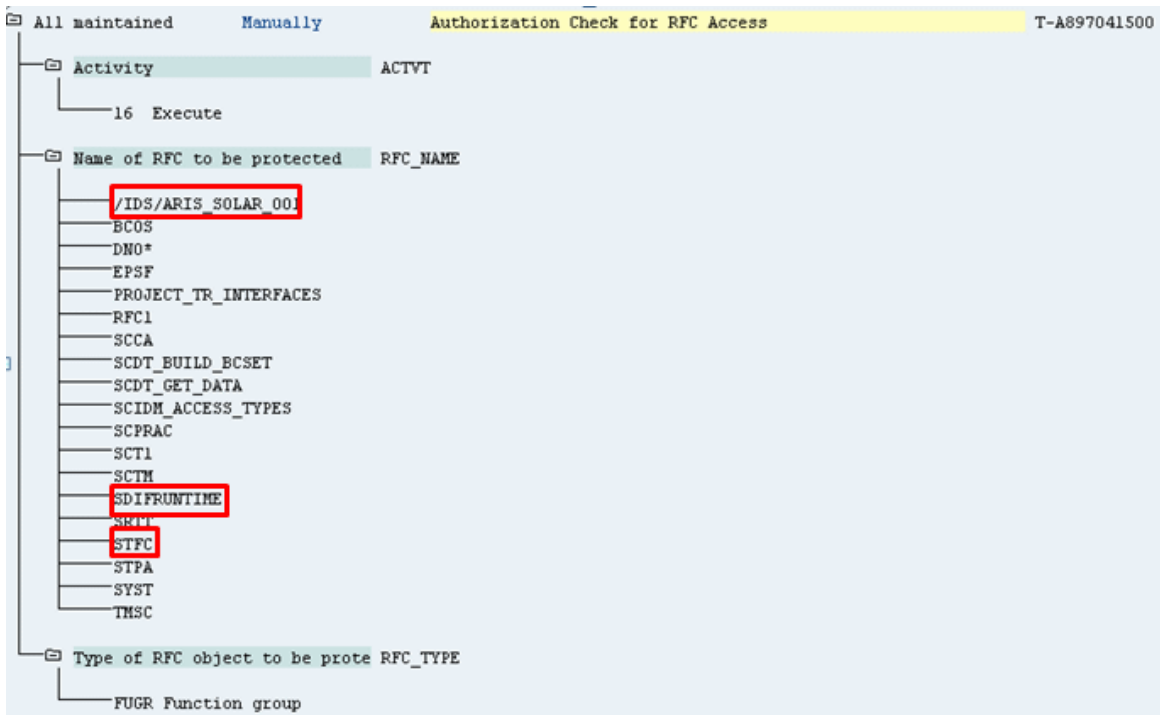 All maintained Manually Authorization Check for RFC Access T-A897041500
Activity ACTVT
16 Execute
Name of RFC to be protected RFC_NAME
/IDS/ARIS_SOLAR_001
BCOS
DNO*
EPSF
PROJECT_TR_INTERFACES
RFC1
SCCA
SCDT_BUILD_BCSET
SCDT_GET_DATA
SCIDM_ACCESS_TYPES
SCPRAC
SCT1
SCTM
SDIFRUNTIME
SRTT
STFC
STPA
SYST
TMSC
Type of RFC object to be prote RFC_TYPE
FUGR Function group